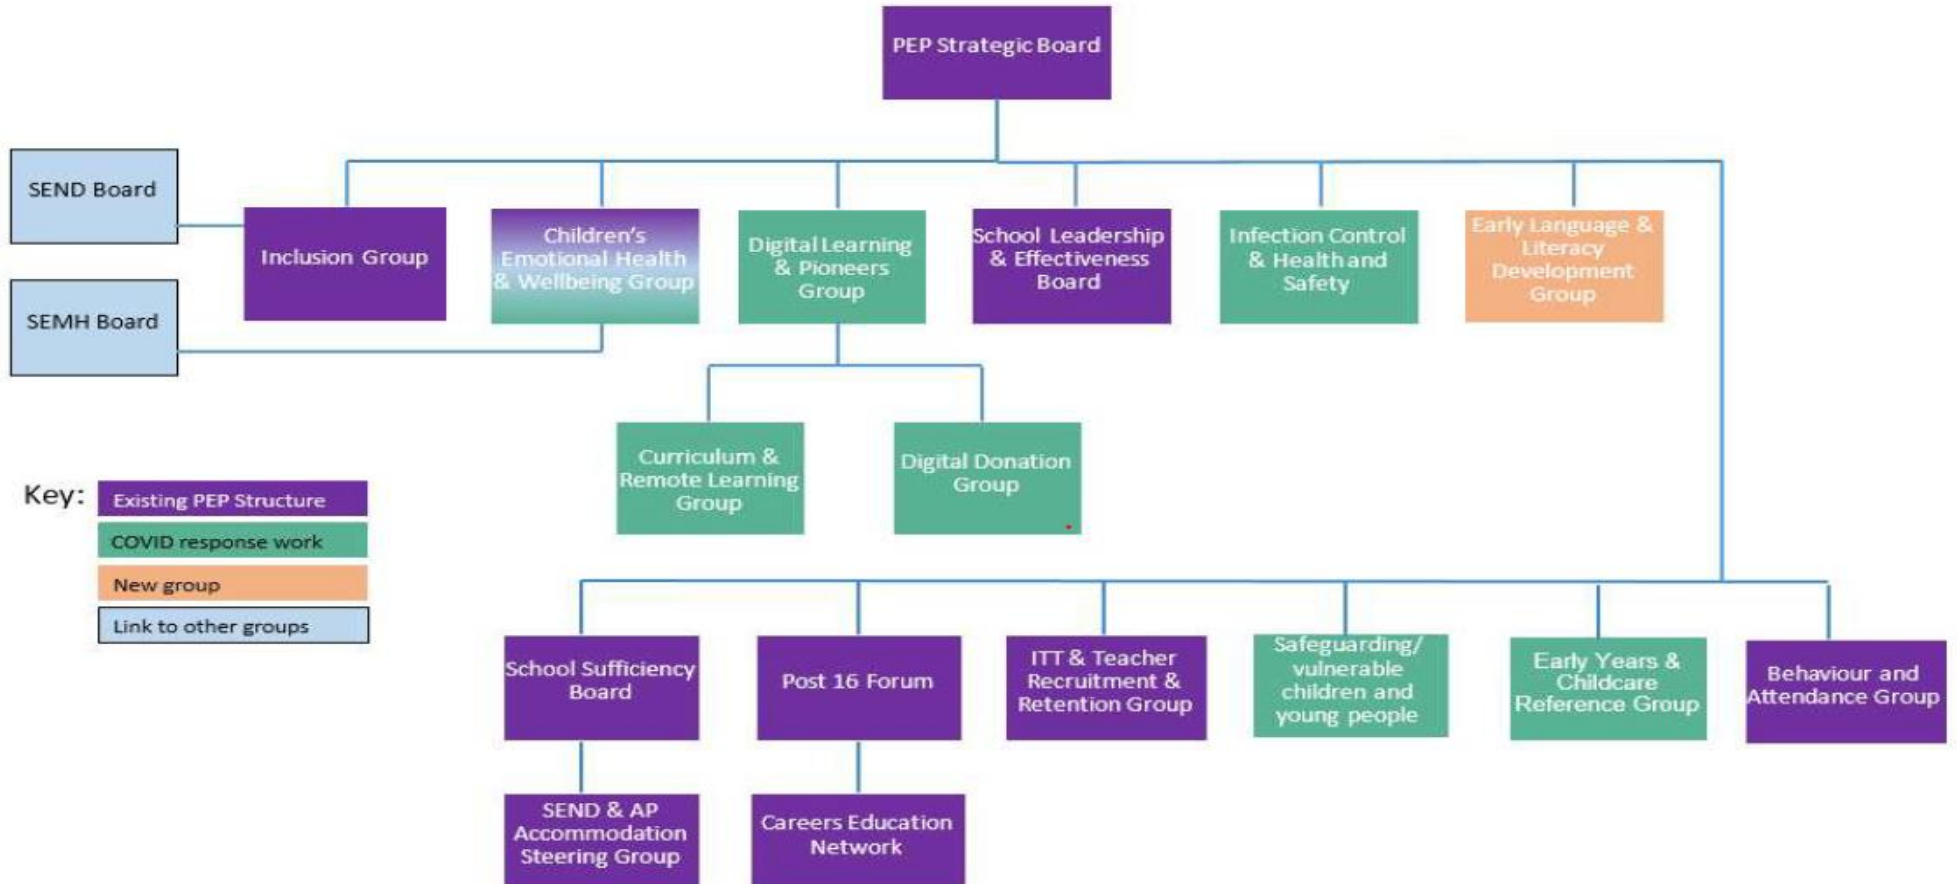 PEP Strategic Board
SEND Board
SEMH Board
Inclusion Group
Children's
Emotional Health
& Wellbeing Group
Digital Learning
& Pioneers
Group
School Leadership
& Effectiveness
Board
Infection Control
& Health and
Safety
Early Language &
Literacy
Development
Group
Curriculum &
Remote Learning
Group
Digital Donation
Group
Key:
Existing PEP Structure
COVID response work
New group
Link to other groups
School Sufficiency
Board
Post 16 Forum
ITT & Teacher
Recruitment &
Retention Group
Safeguarding/
vulnerable
children and
young people
Early Years &
Childcare
Reference Group
Behaviour and
Attendance Group
SEND & AP
Accommodation
Steering Group
Careers Education
Network